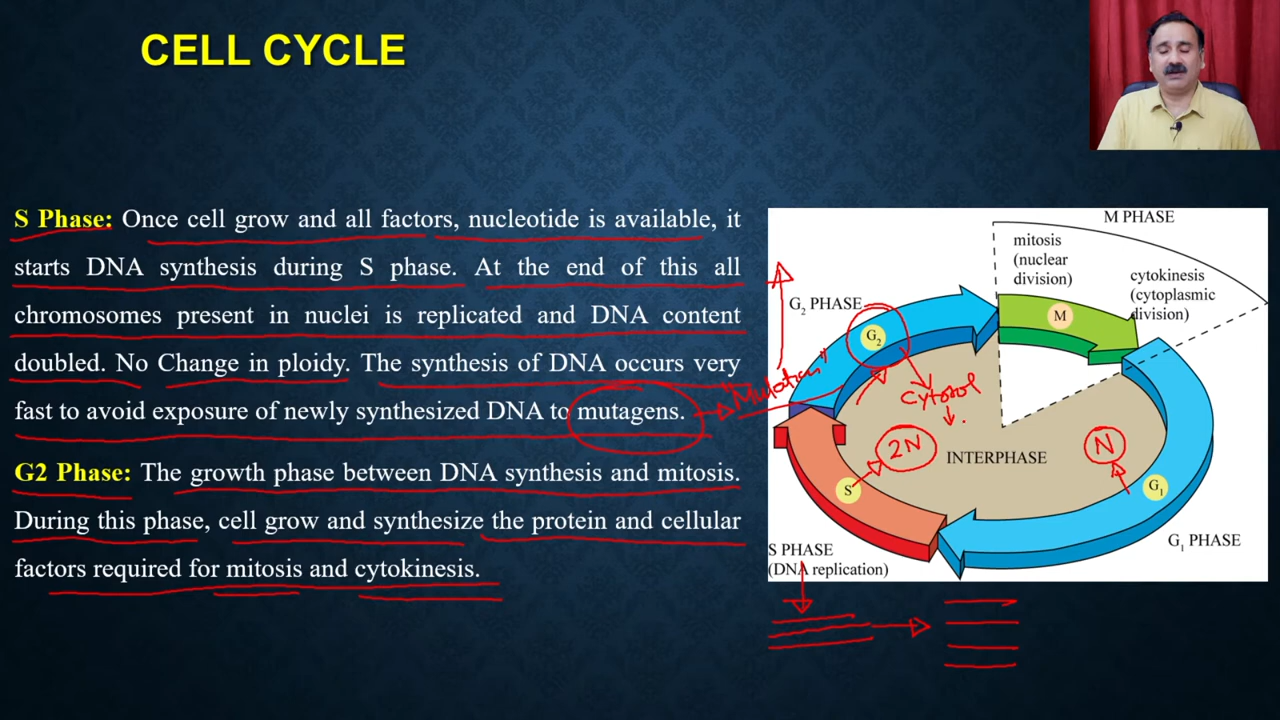 CELL CYCLE
S Phase: Once cell grow and all factors, nucleotide is available, it
starts DNA synthesis during S phase. At the end of this all
chromosomes present in nuclei is replicated and DNA content
doubled. No Change in ploidy. The synthesis of DNA occurs very
fast to avoid exposure of newly synthesized DNA to mutagens.
G2 Phase: The growth phase between DNA synthesis and mitosis.
During this phase, cell grow and synthesize the protein and cellular
factors required for mitosis and cytokinesis.
M PHASE
mitosis
(nuclear
division)
cytokinesis
(cytoplasmic
division)
G₂ PHASE
M
G₂
"Mutation"
Cytosol
2N
N
INTERPHASE
S
G₁
G₁ PHASE
S PHASE
(DNA replication)